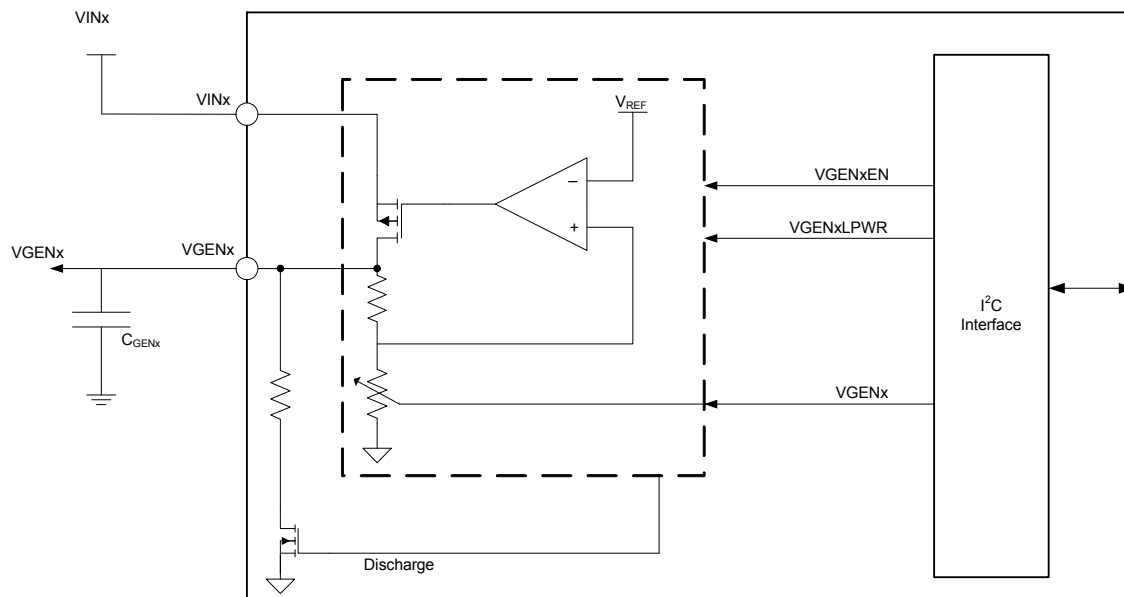 VINx
VINx
VREF
−
+
VGENxEN
VGENxLPWR
VGENx
VGENx
CGENx
I²C
Interface
VGENx
Discharge